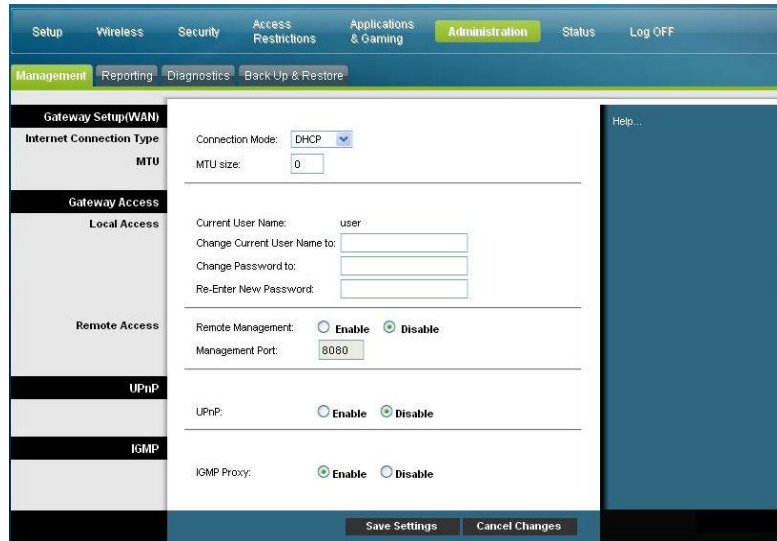 Setup Wireless Security Access Restrictions Applications & Gaming Administration Status Log OFF
Management Reporting Diagnostics Back Up & Restore
Gateway Setup(WAN)
Help...
Internet Connection Type Connection Mode: DHCP
MTU MTU size: 0
Gateway Access
Local Access Current User Name: user
Change Current User Name to:
Change Password to:
Re-Enter New Password:
Remote Access Remote Management: Enable Disable
Management Port: 8080
UPnP
UPnP: Enable Disable
IGMP
IGMP Proxy: Enable Disable
Save Settings Cancel Changes